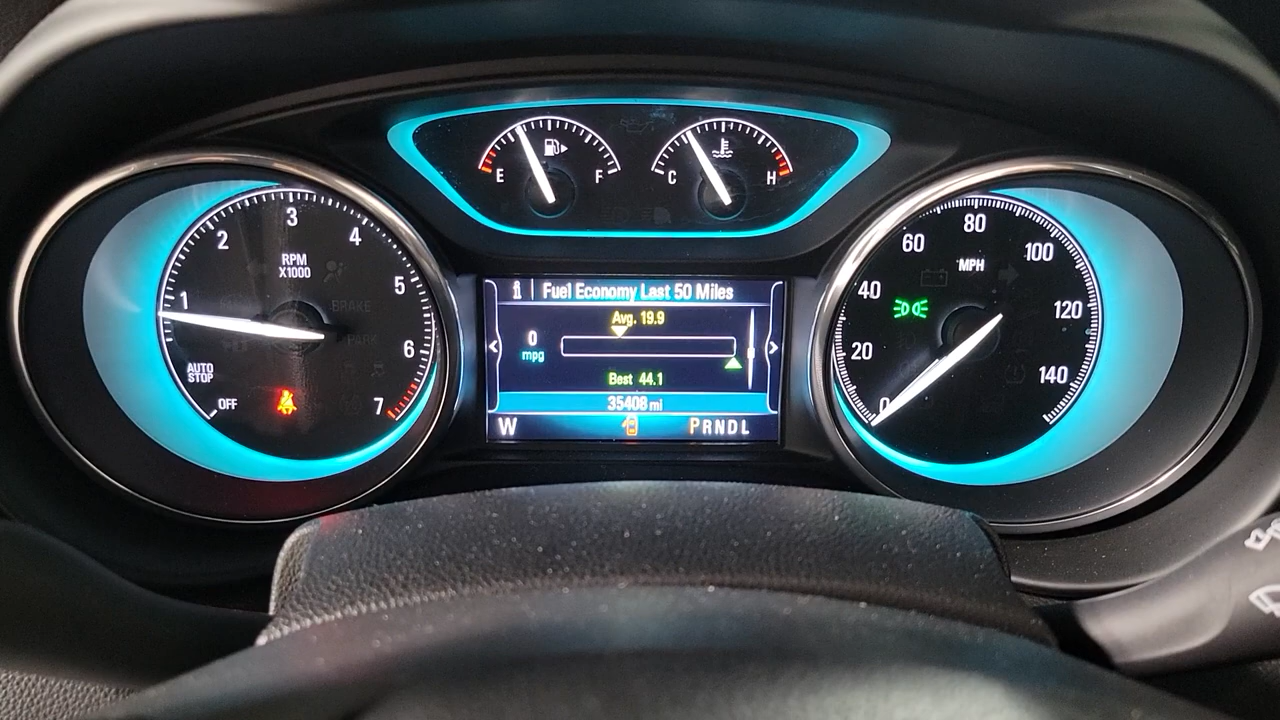 E
F
C
H
OFF
AUTO
STOP
1
2
3
4
5
6
7
RPM
X1000
BRAKE
PARK
i Fuel Economy Last 50 Miles
Avg. 19.9
0
mpg
Best 44.1
35408 mi
W
PRNDL
0
20
40
60
80
100
120
140
MPH